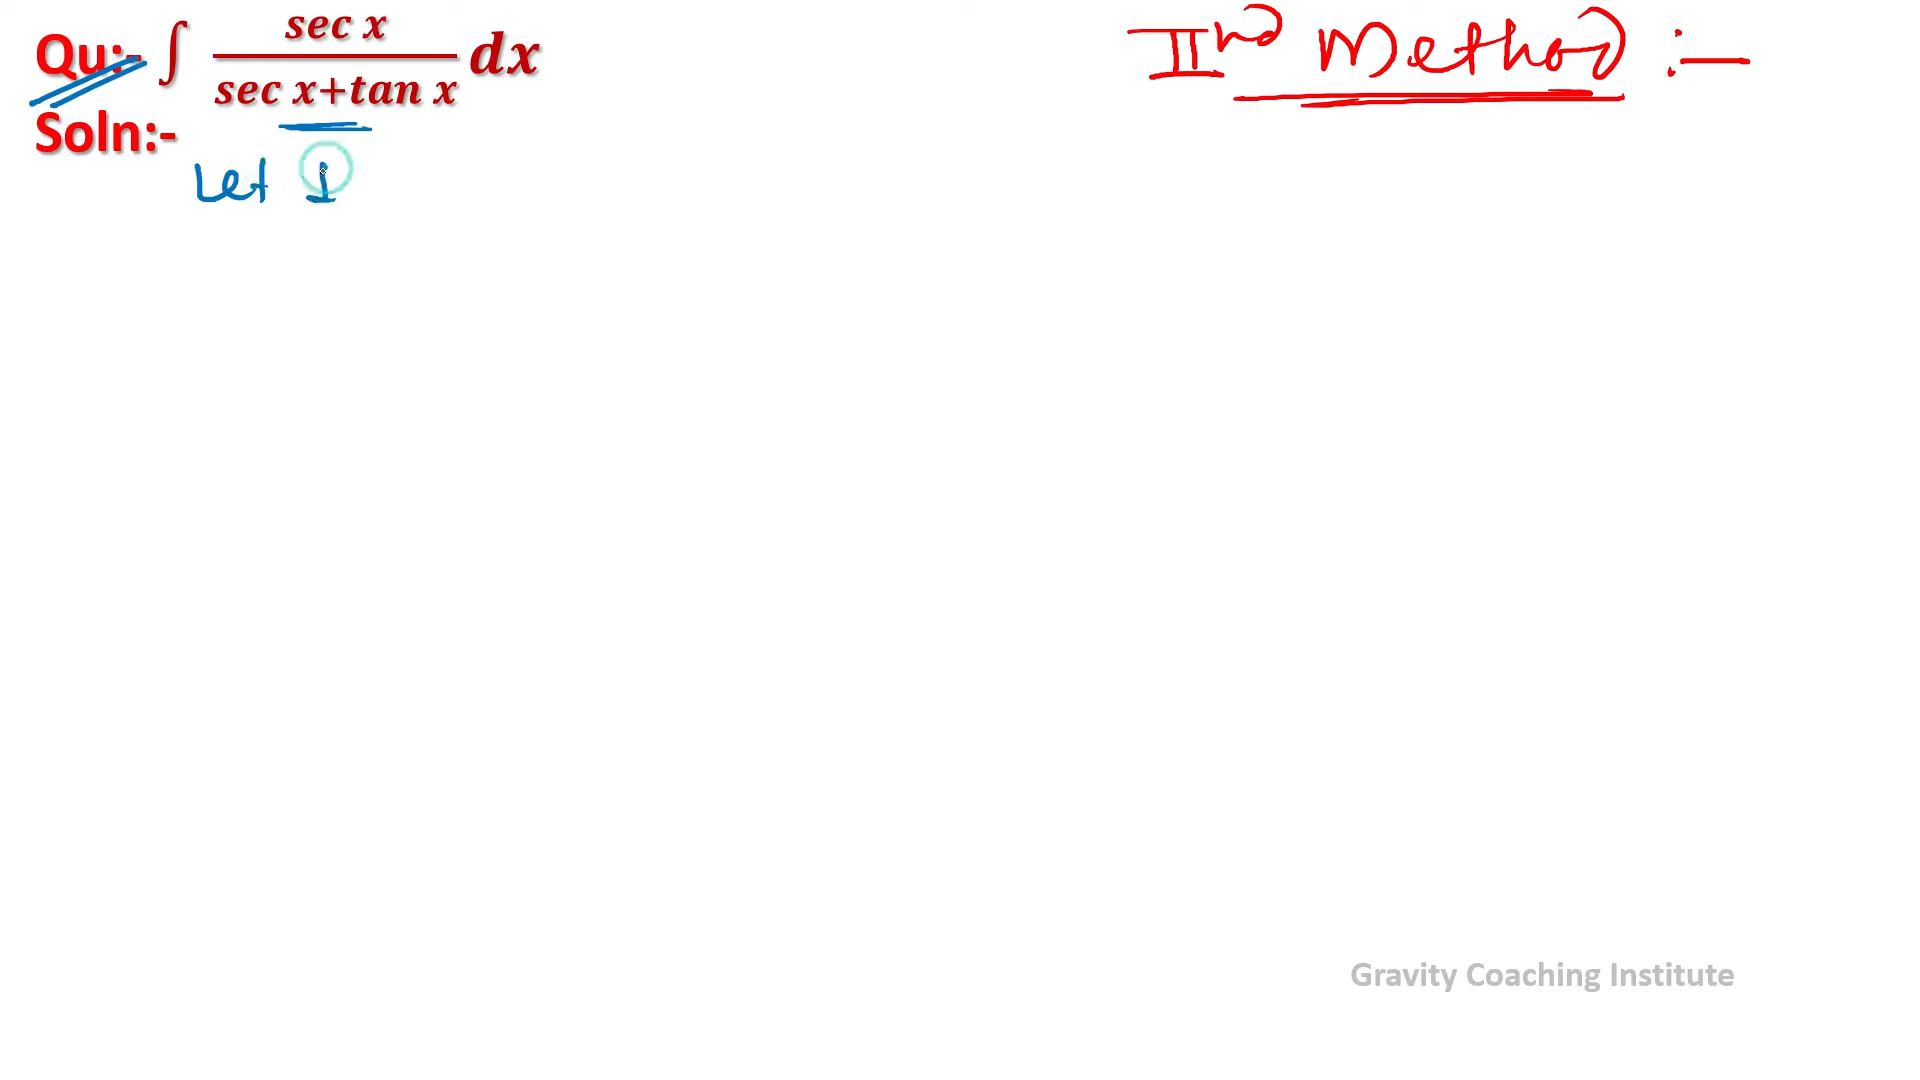 Qu:- ∫ sec x / sec x+tan x dx
IInd Method :-
Soln:-
Let I
Gravity Coaching Institute